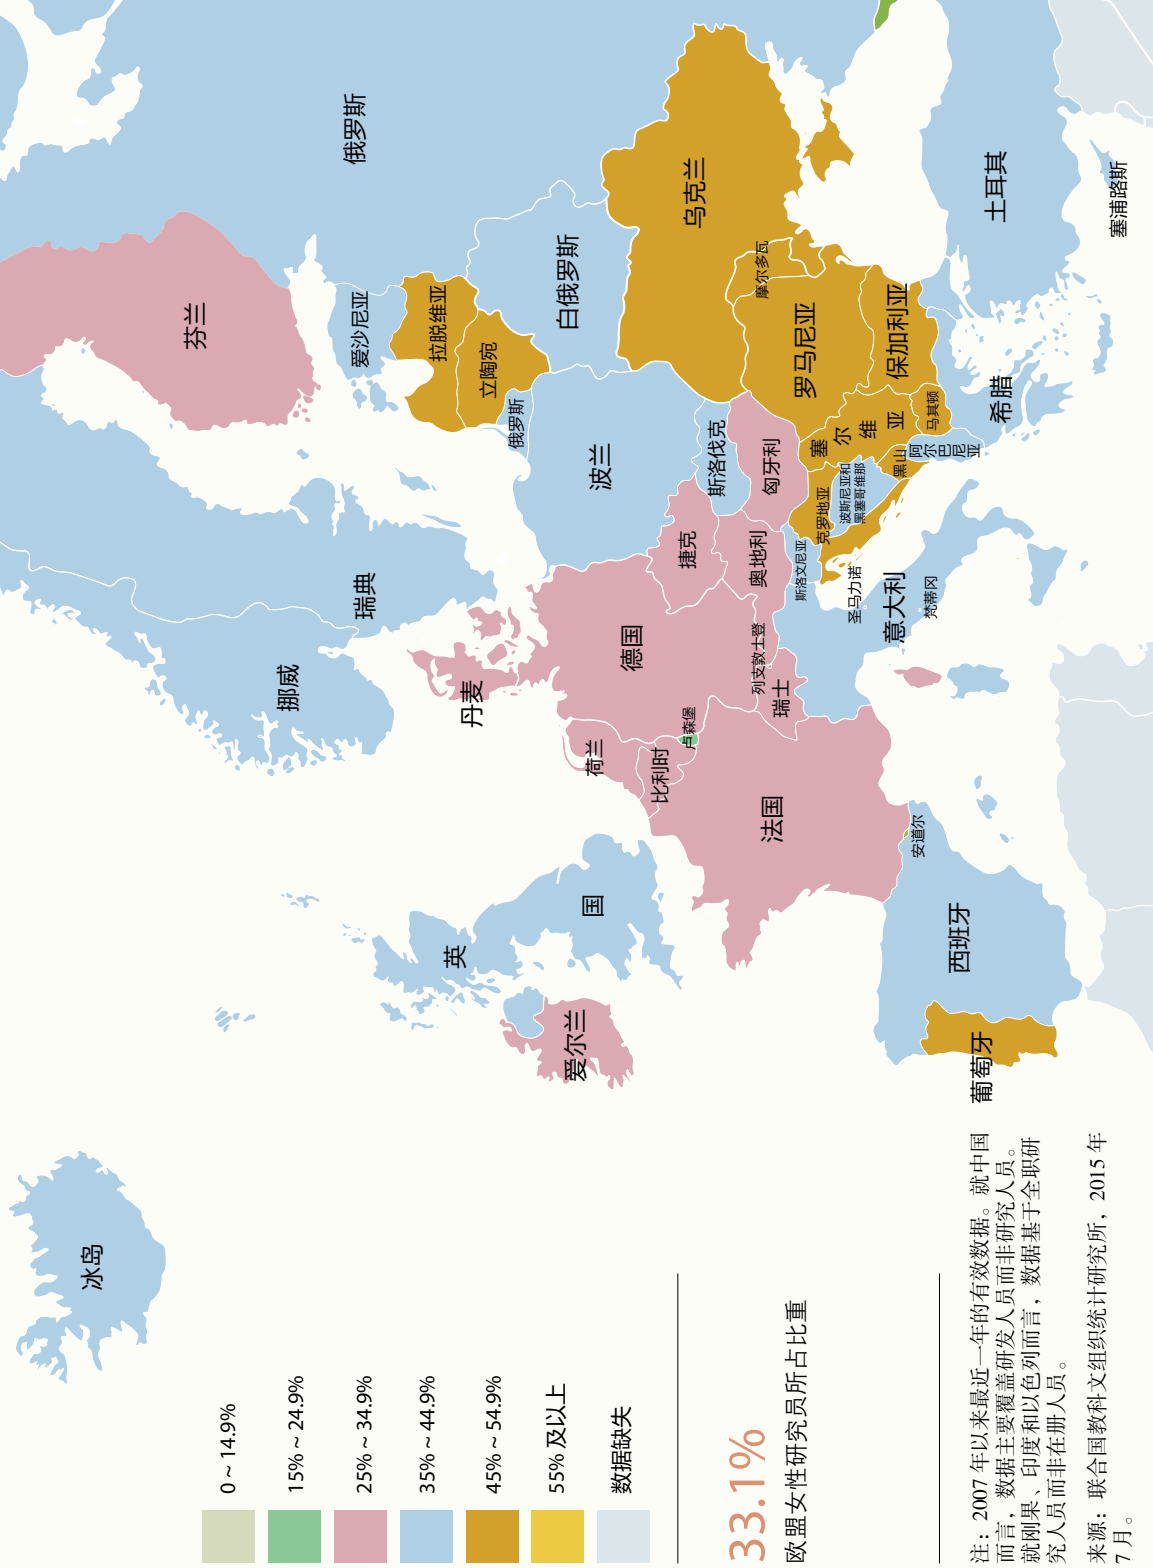 0 ~ 14.9%
15% ~ 24.9%
25% ~ 34.9%
35% ~ 44.9%
45% ~ 54.9%
55% 及以上
数据缺失
33.1%
欧盟女性研究员所占比重
注：2007 年以来最近一年的有效数据。就中国
而言，数据主要覆盖研发人员而非研究人员。
就刚果、印度和以色列而言，数据基于全职研
究人员而非在册人员。
来源：联合国教科文组织统计研究所，2015 年
7 月。
冰岛
挪威
瑞典
芬兰
俄罗斯
爱沙尼亚
拉脱维亚
立陶宛
俄罗斯
白俄罗斯
丹麦
英
国
爱尔兰
荷兰
比利时
卢森堡
德国
波兰
捷克
斯洛伐克
乌克兰
摩尔多瓦
法国
瑞士
列支敦士登
奥地利
匈牙利
罗马尼亚
斯洛文尼亚
克罗地亚
波斯尼亚和
黑塞哥维那
塞
尔
维
亚
黑山
保加利亚
马其顿
阿
尔
巴
尼
亚
圣马力诺
意大利
梵蒂冈
安道尔
西班牙
葡萄牙
希腊
土耳其
塞浦路斯